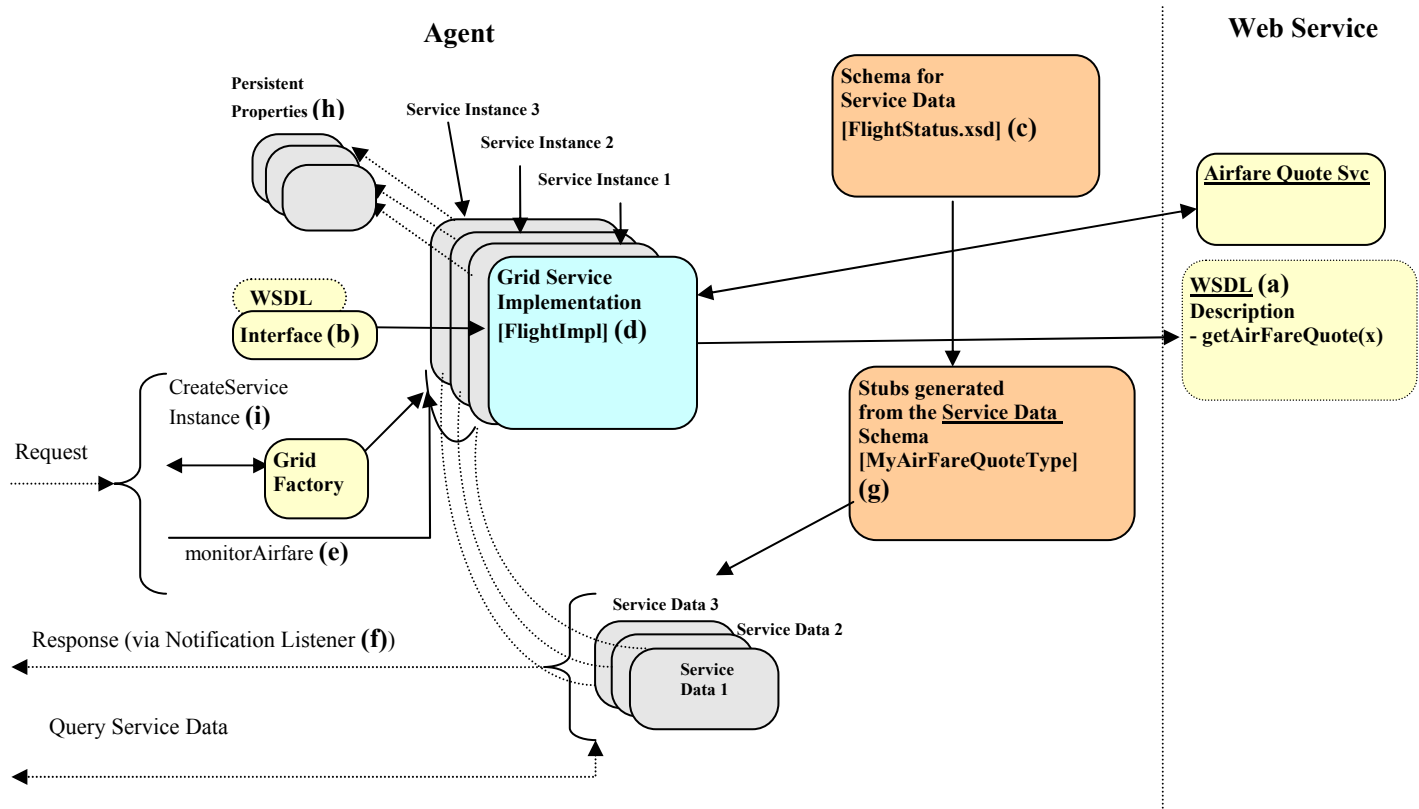 Agent
Web Service
Persistent
Properties (h)
Service Instance 3
Service Instance 2
Service Instance 1
Schema for
Service Data
[FlightStatus.xsd] (c)
Airfare Quote Svc
WSDL
Interface (b)
Grid Service
Implementation
[FlightImpl] (d)
WSDL (a)
Description
- getAirFareQuote(x)
CreateService
Instance (i)
Request
Grid
Factory
monitorAirfare (e)
Stubs generated
from the Service Data
Schema
[MyAirFareQuoteType]
(g)
Response (via Notification Listener (f))
Service Data 3
Service Data 2
Service
Data 1
Query Service Data